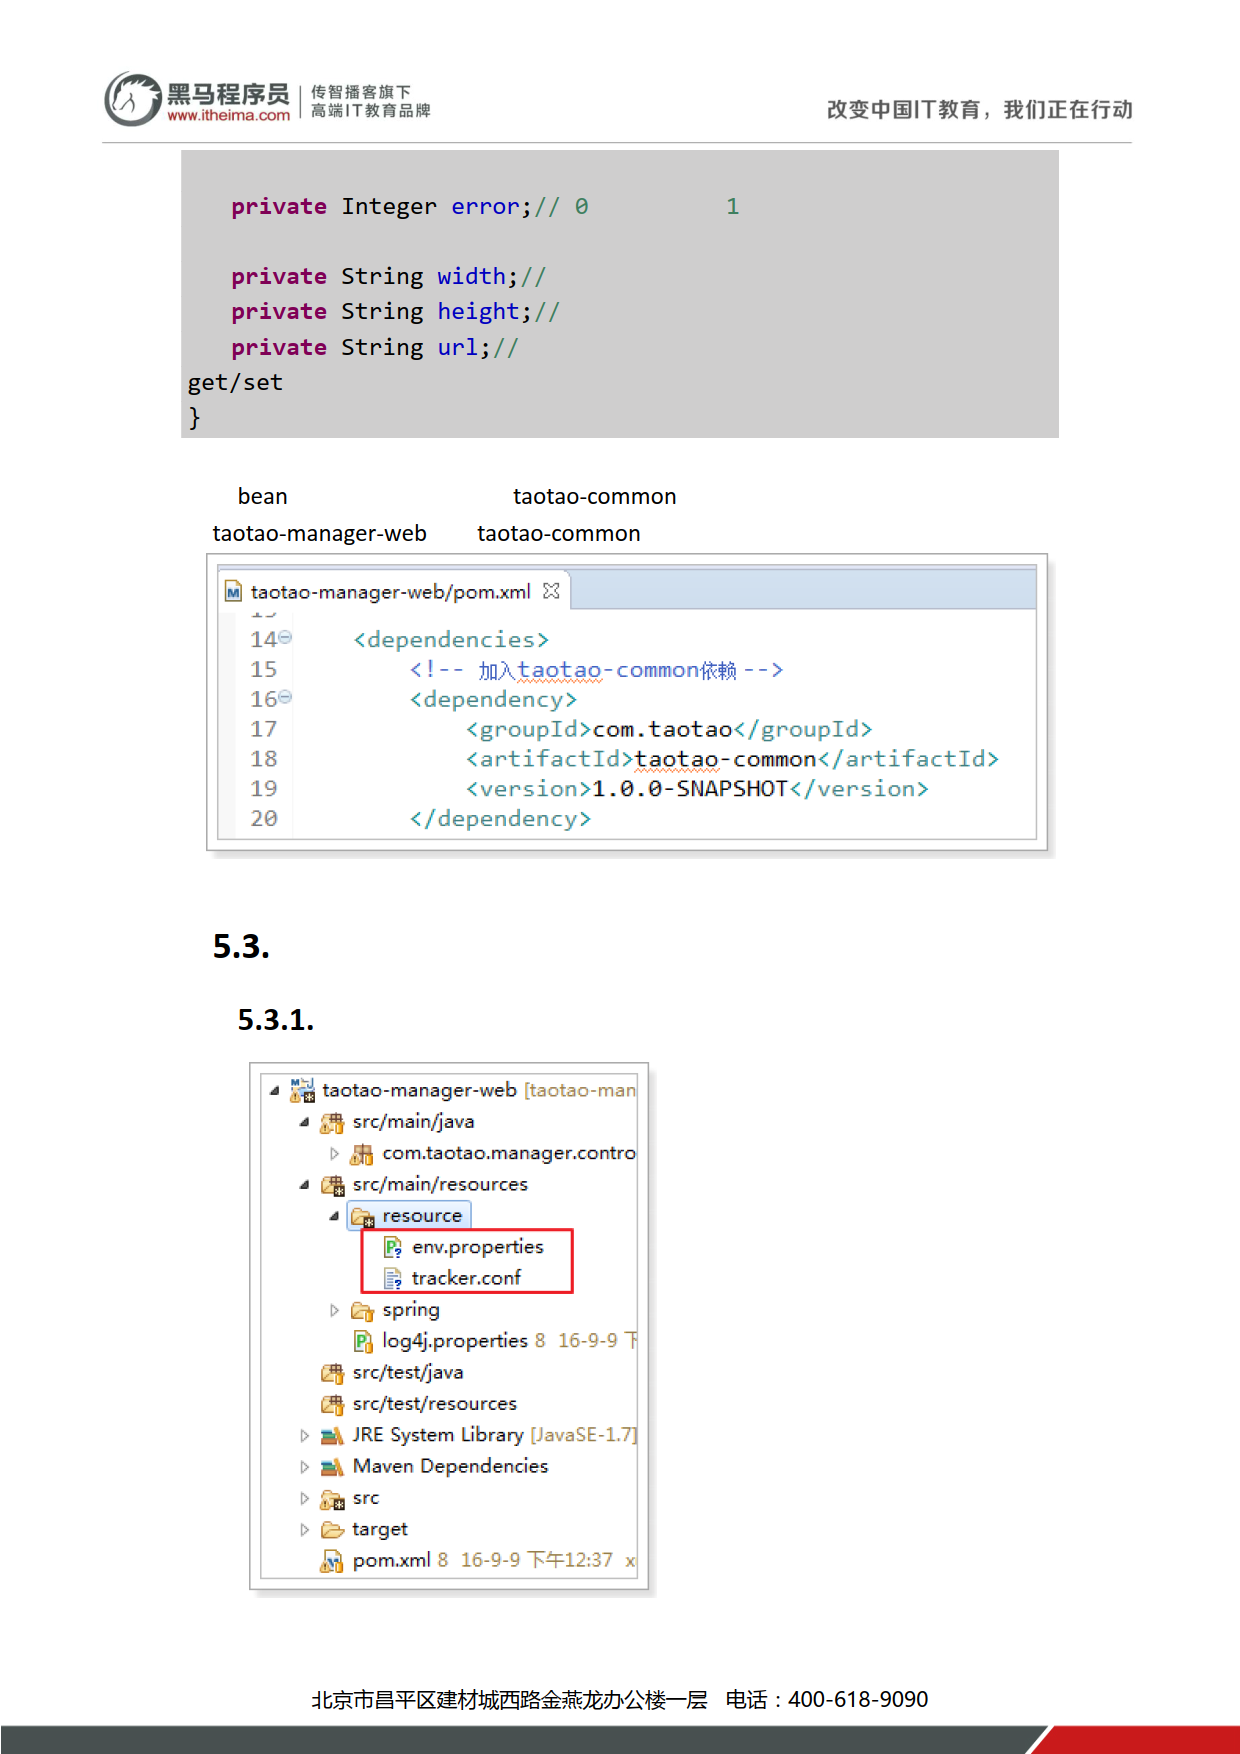 黑马程序员
www.itheima.com
传智播客旗下
高端IT教育品牌
改变中国IT教育，我们正在行动
private Integer error;// 0 1
private String width;//
private String height;//
private String url;//
get/set
}
bean taotao-common
taotao-manager-web taotao-common
taotao-manager-web/pom.xml
14 <dependencies>
15 <!-- 加入taotao-common依赖 -->
16 <dependency>
17 <groupId>com.taotao</groupId>
18 <artifactId>taotao-common</artifactId>
19 <version>1.0.0-SNAPSHOT</version>
20 </dependency>
5.3.
5.3.1.
taotao-manager-web [taotao-man
src/main/java
com.taotao.manager.contro
src/main/resources
resource
env.properties
tracker.conf
spring
log4j.properties 8 16-9-9 下
src/test/java
src/test/resources
JRE System Library [JavaSE-1.7]
Maven Dependencies
src
target
pom.xml 8 16-9-9 下午12:37 x
北京市昌平区建材城西路金燕龙办公楼一层 电话：400-618-9090